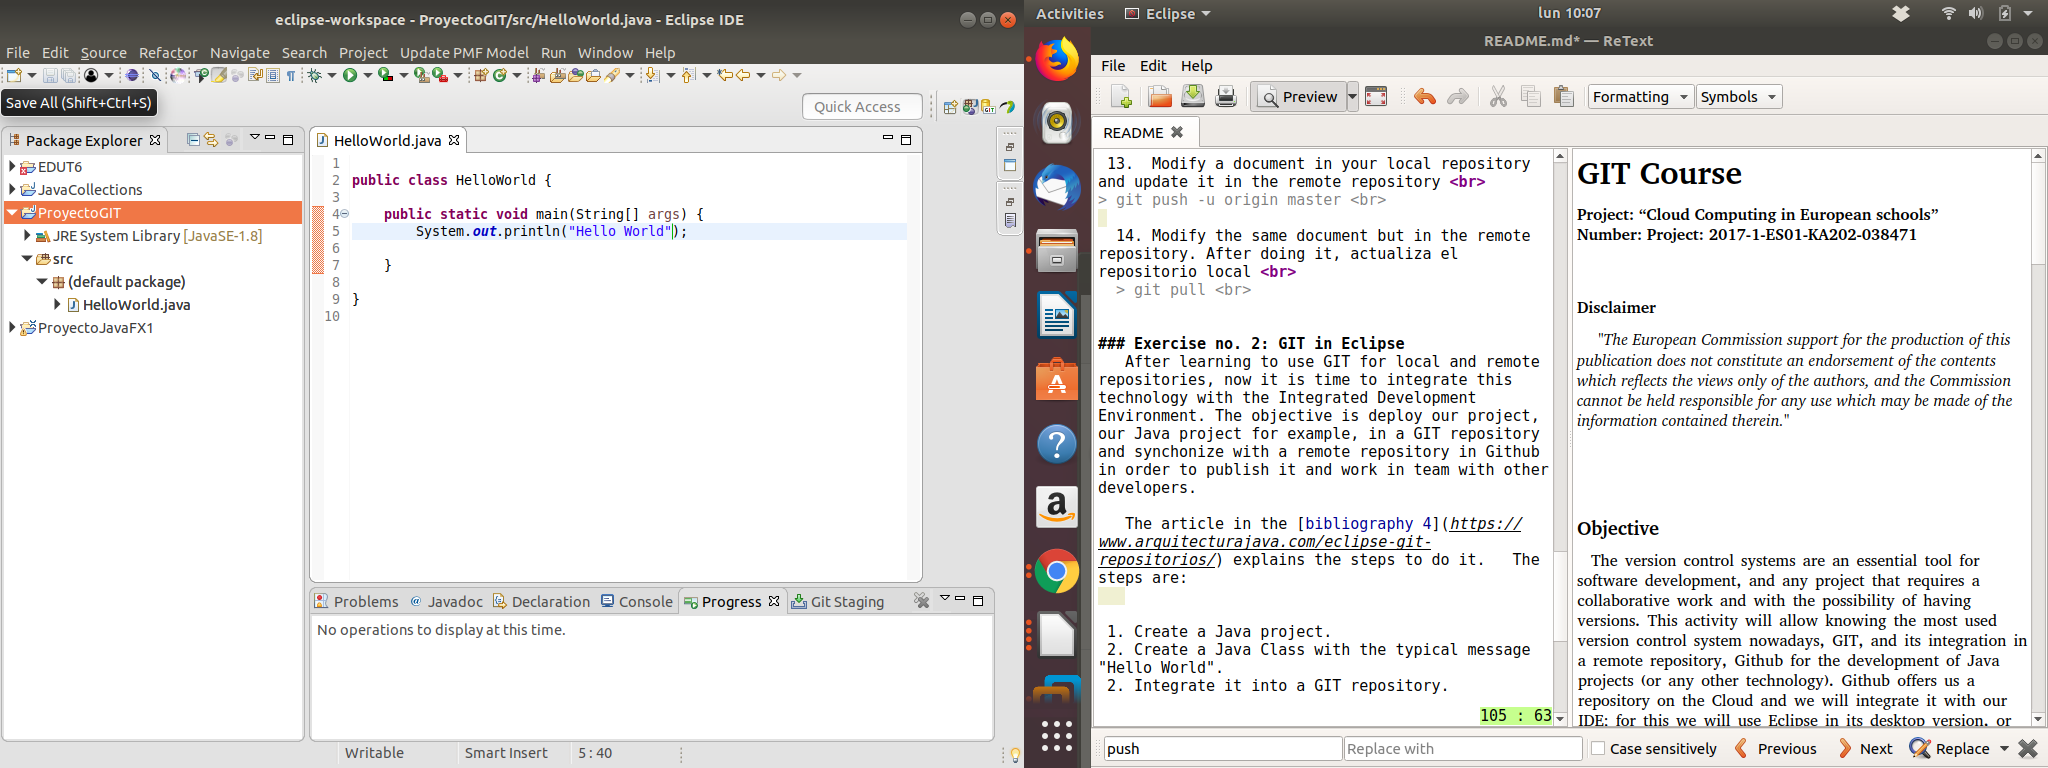 eclipse-workspace - ProyectoGIT/src/HelloWorld.java - Eclipse IDE
File Edit Source Refactor Navigate Search Project Update PMF Model Run Window Help
Save All (Shift+Ctrl+S)
Quick Access
Package Explorer
EDUT6
JavaCollections
ProyectoGIT
JRE System Library [JavaSE-1.8]
src
(default package)
HelloWorld.java
ProyectoJavaFX1
HelloWorld.java
1
2 public class HelloWorld {
3
4 public static void main(String[] args) {
5 System.out.println("Hello World");
6
7 }
8
9 }
10
Problems @ Javadoc Declaration Console Progress Git Staging
No operations to display at this time.
Writable Smart Insert 5 : 40
Activities Eclipse lun 10:07
README.md* — ReText
File Edit Help
Preview Formatting Symbols
README
13. Modify a document in your local repository
and update it in the remote repository <br>
> git push -u origin master <br>
14. Modify the same document but in the remote
repository. After doing it, actualiza el
repositorio local <br>
> git pull <br>
### Exercise no. 2: GIT in Eclipse
After learning to use GIT for local and remote
repositories, now it is time to integrate this
technology with the Integrated Development
Environment. The objective is deploy our project,
our Java project for example, in a GIT repository
and synchonize with a remote repository in Github
in order to publish it and work in team with other
developers.
The article in the [bibliography 4](https://
www.arquitecturajava.com/eclipse-git-
repositorios/) explains the steps to do it. The
steps are:
1. Create a Java project.
2. Create a Java Class with the typical message
"Hello World".
2. Integrate it into a GIT repository.
105 : 63
GIT Course
Project: “Cloud Computing in European schools”
Number: Project: 2017-1-ES01-KA202-038471
Disclaimer
"The European Commission support for the production of this
publication does not constitute an endorsement of the contents
which reflects the views only of the authors, and the Commission
cannot be held responsible for any use which may be made of the
information contained therein."
Objective
The version control systems are an essential tool for
software development, and any project that requires a
collaborative work and with the possibility of having
versions. This activity will allow knowing the most used
version control system nowadays, GIT, and its integration in
a remote repository, Github for the development of Java
projects (or any other technology). Github offers us a
repository on the Cloud and we will integrate it with our
IDE: for this we will use Eclipse in its desktop version. or
push Replace with Case sensitively Previous Next Replace